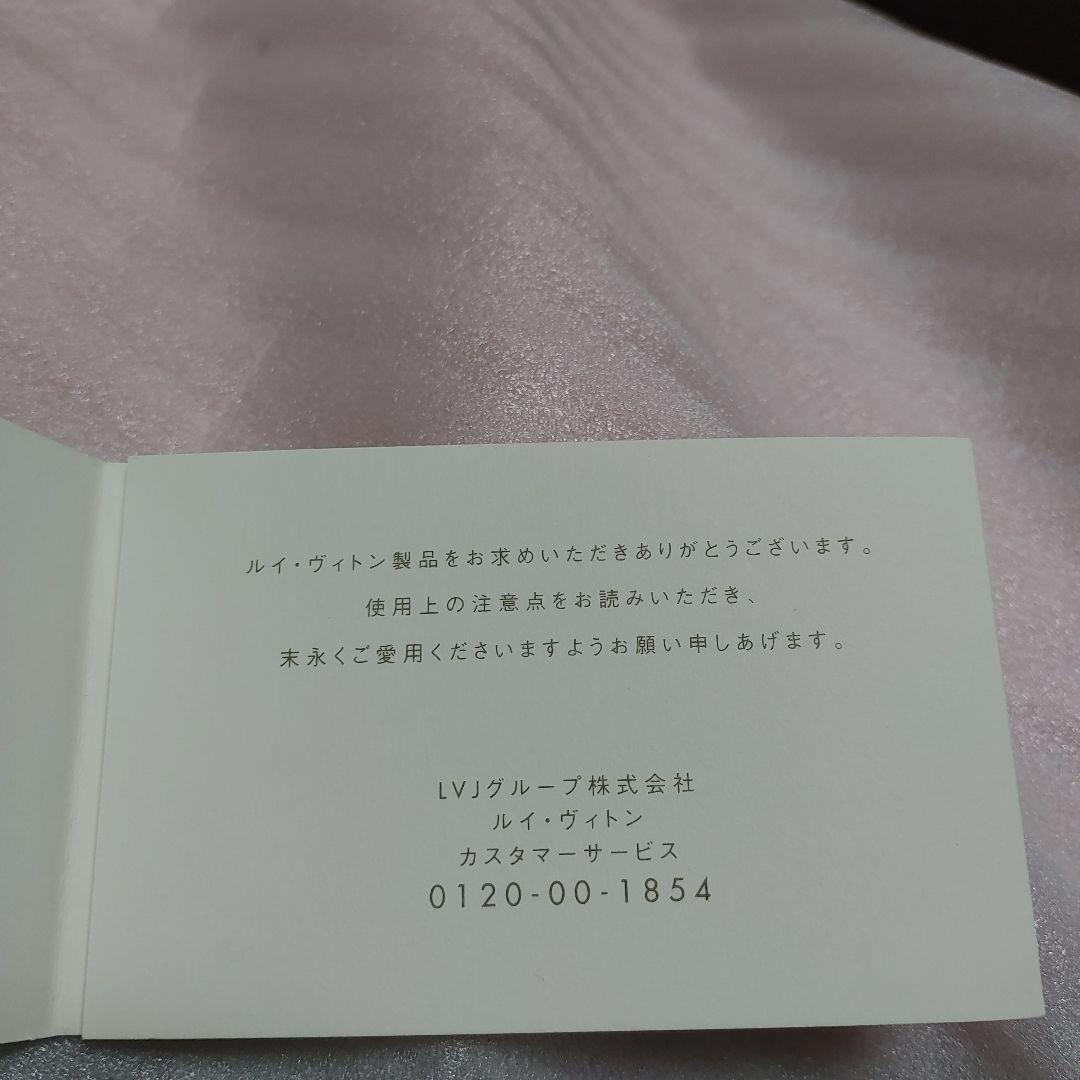 ルイ・ヴィトン製品をお求めいただきありがとうございます。
使用上の注意点をお読みいただき、
末永くご愛用くださいますようお願い申しあげます。
LVJグループ株式会社
ルイ・ヴィトン
カスタマーサービス
0120-00-1854